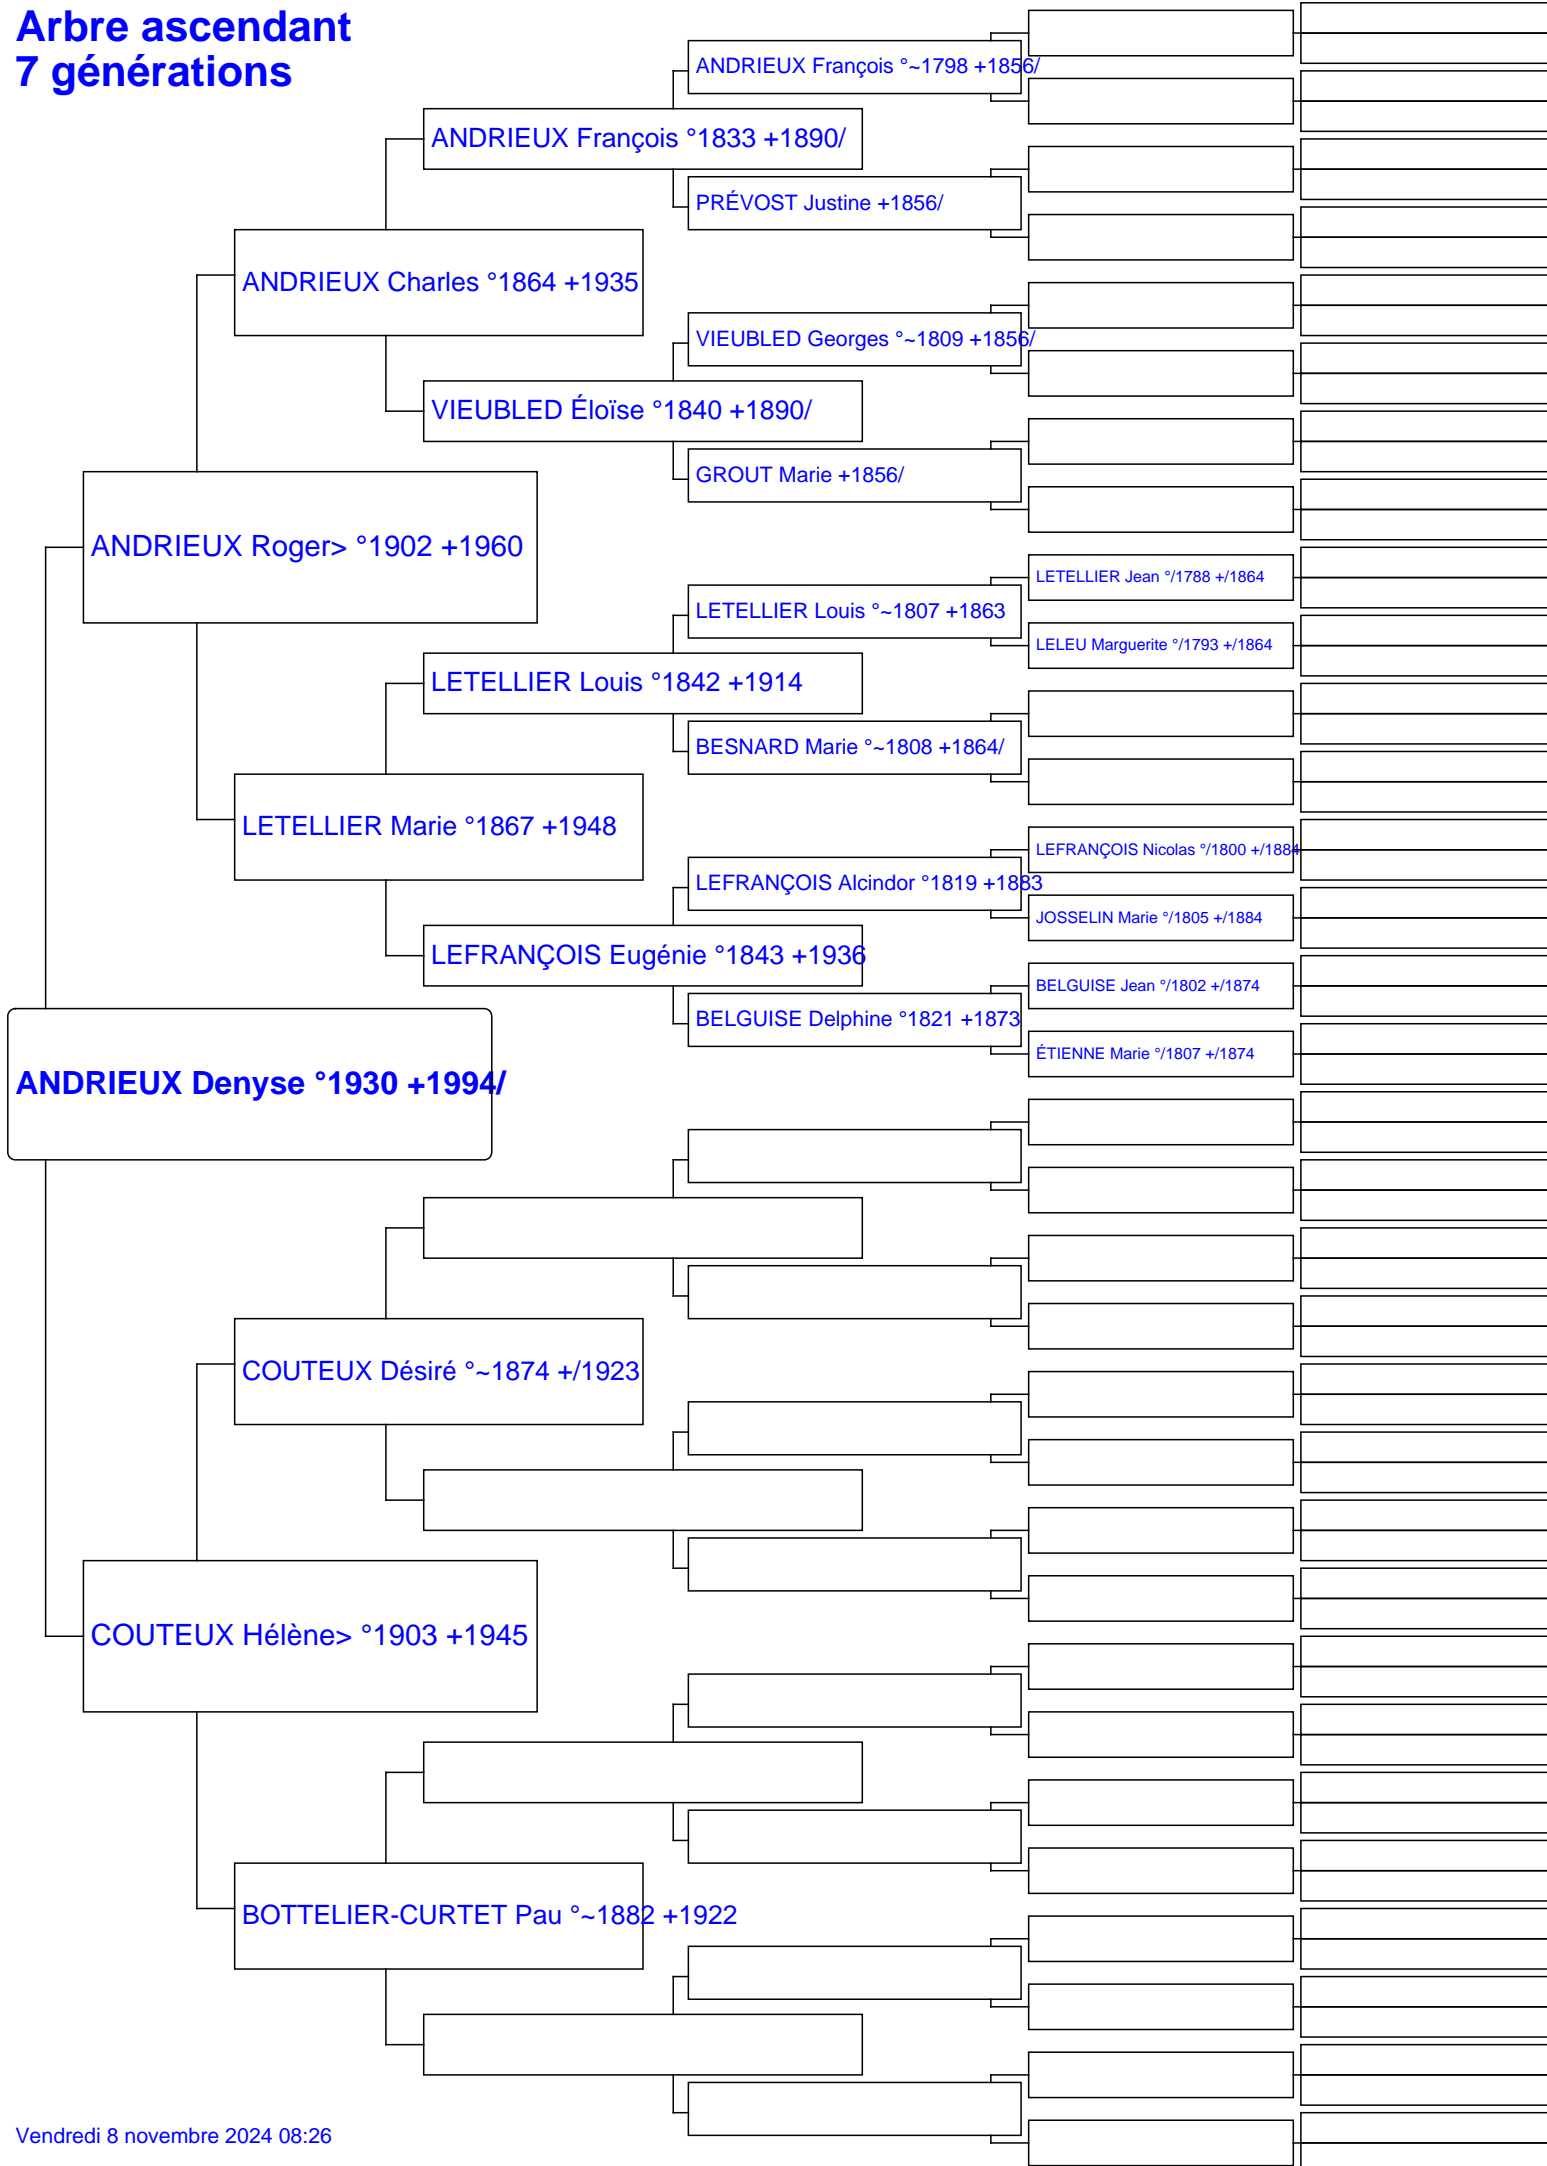 Arbre ascendant
7 générations
ANDRIEUX François °~1798 +1856/
ANDRIEUX François °1833 +1890/
PRÉVOST Justine +1856/
ANDRIEUX Charles °1864 +1935
VIEUBLED Georges °~1809 +1856/
VIEUBLED Éloïse °1840 +1890/
GROUT Marie +1856/
ANDRIEUX Roger> °1902 +1960
LETELLIER Jean °/1788 +/1864
LETELLIER Louis °~1807 +1863
LELEU Marguerite °/1793 +/1864
LETELLIER Louis °1842 +1914
BESNARD Marie °~1808 +1864/
LETELLIER Marie °1867 +1948
LEFRANÇOIS Nicolas °/1800 +/1884
LEFRANÇOIS Alcindor °1819 +1883
JOSSELIN Marie °/1805 +/1884
LEFRANÇOIS Eugénie °1843 +1936
BELGUISE Jean °/1802 +/1874
BELGUISE Delphine °1821 +1873
ÉTIENNE Marie °/1807 +/1874
ANDRIEUX Denyse °1930 +1994/
COUTEUX Désiré °~1874 +/1923
COUTEUX Hélène> °1903 +1945
BOTTELIER-CURTET Pau °~1882 +1922
Vendredi 8 novembre 2024 08:26